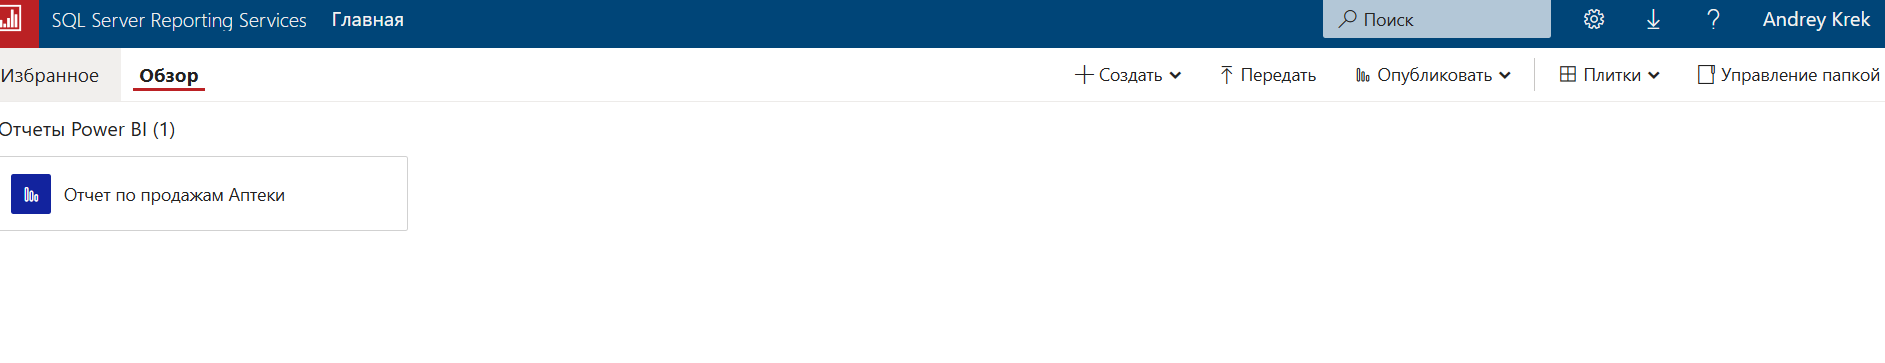 SQL Server Reporting Services Главная Поиск ? Andrey Krek
Избранное Обзор Создать Передать Опубликовать Плитки Управление папкой
Отчеты Power BI (1)
Отчет по продажам Аптеки